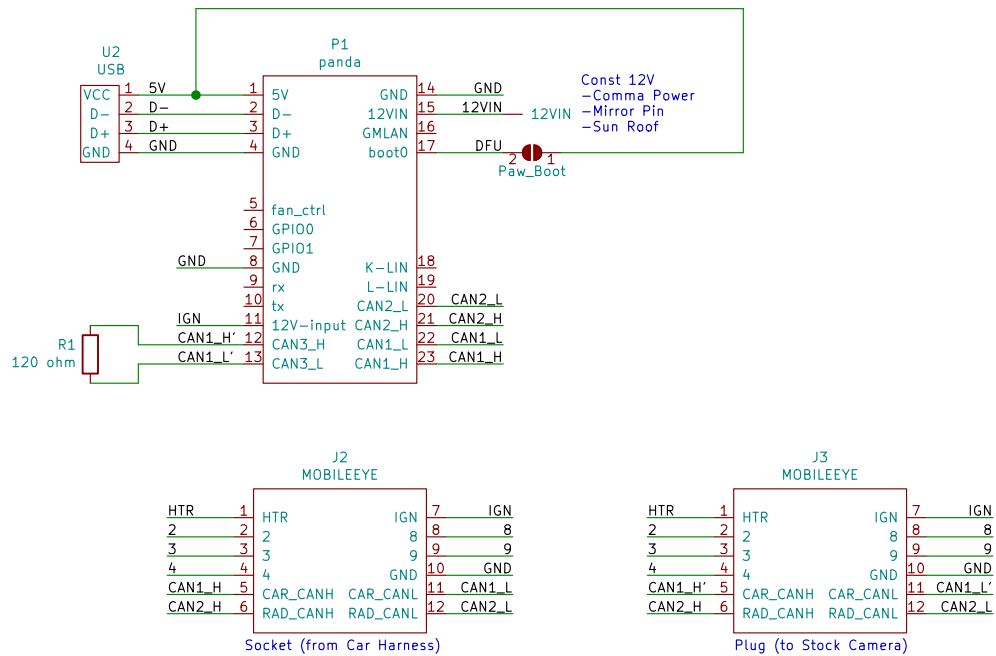 U2
USB
VCC 1 5V
D- 2 D-
D+ 3 D+
GND 4 GND
P1
panda
1 5V
2 D-
3 D+
4 GND
5 fan_ctrl
6 GPIO0
7 GPIO1
GND 8 GND
9 rx
10 tx
IGN 11 12V-input
CAN1_H' 12 CAN3_H
CAN1_L' 13 CAN3_L
R1
120 ohm
GND 14 GND
12VIN 15 12VIN 12VIN
GMLAN 16
boot0 17 DFU 2 1
Paw_Boot
K-LIN 18
L-LIN 19
CAN2_L 20 CAN2_L
CAN2_H 21 CAN2_H
CAN1_L 22 CAN1_L
CAN1_H 23 CAN1_H
Const 12V
-Comma Power
-Mirror Pin
-Sun Roof
J2
MOBILEEYE
HTR 1 HTR IGN 7 IGN
2 2 2 8 8 8
3 3 3 9 9 9
4 4 4 GND 10 GND
CAN1_H 5 CAR_CANH CAR_CANL 11 CAN1_L
CAN2_H 6 RAD_CANH RAD_CANL 12 CAN2_L
Socket (from Car Harness)
J3
MOBILEEYE
HTR 1 HTR IGN 7 IGN
2 2 2 8 8 8
3 3 3 9 9 9
4 4 4 GND 10 GND
CAN1_H' 5 CAR_CANH CAR_CANL 11 CAN1_L'
CAN2_H 6 RAD_CANH RAD_CANL 12 CAN2_L
Plug (to Stock Camera)